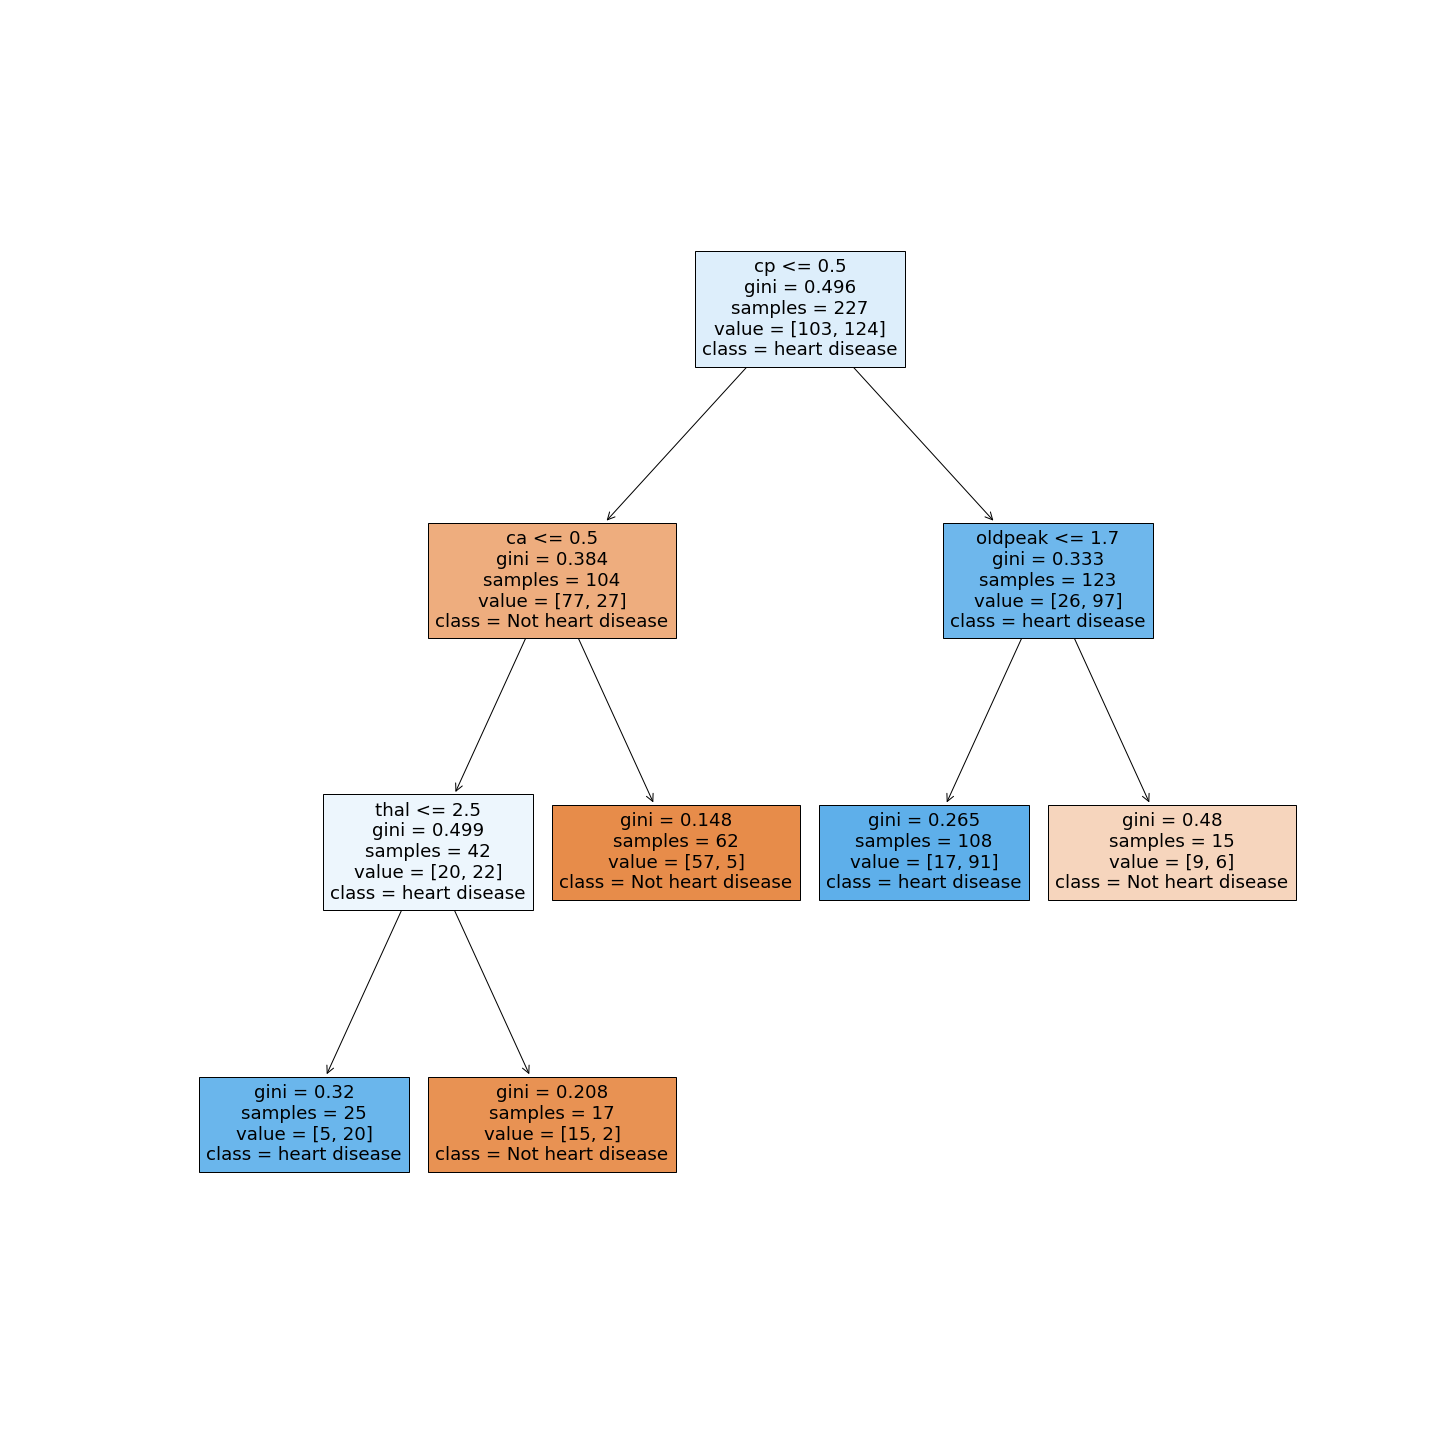 cp <= 0.5
gini = 0.496
samples = 227
value = [103, 124]
class = heart disease
ca <= 0.5
gini = 0.384
samples = 104
value = [77, 27]
class = Not heart disease
oldpeak <= 1.7
gini = 0.333
samples = 123
value = [26, 97]
class = heart disease
thal <= 2.5
gini = 0.499
samples = 42
value = [20, 22]
class = heart disease
gini = 0.148
samples = 62
value = [57, 5]
class = Not heart disease
gini = 0.265
samples = 108
value = [17, 91]
class = heart disease
gini = 0.48
samples = 15
value = [9, 6]
class = Not heart disease
gini = 0.32
samples = 25
value = [5, 20]
class = heart disease
gini = 0.208
samples = 17
value = [15, 2]
class = Not heart disease